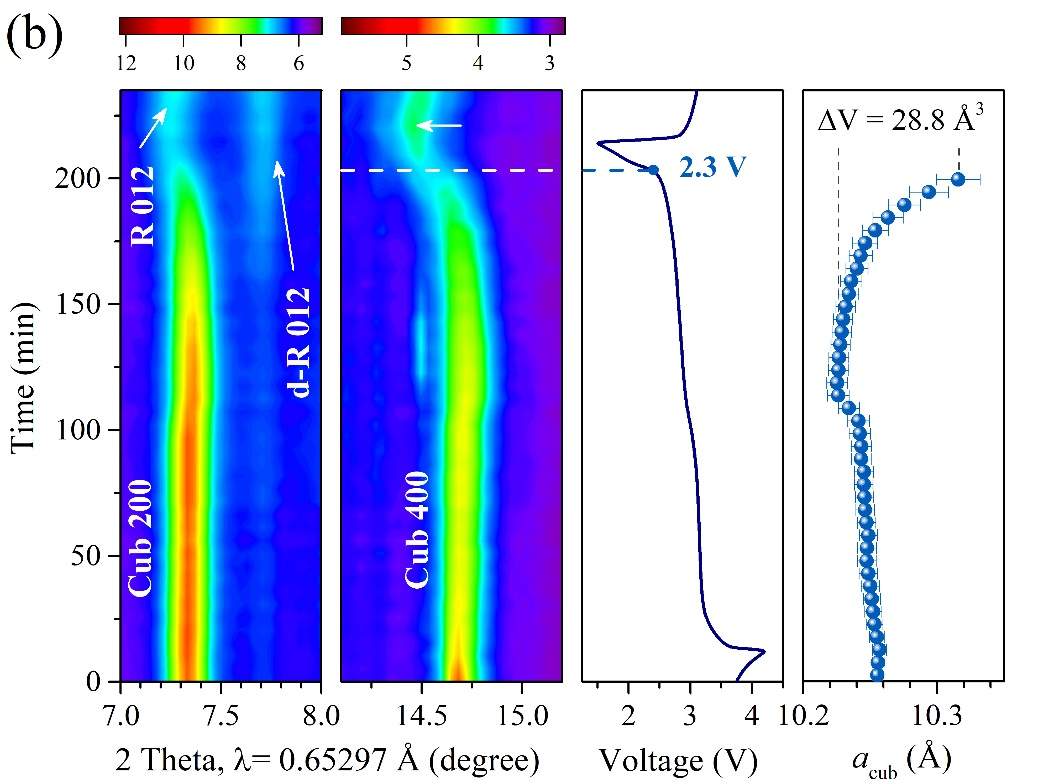 (b)
12 10 8 6
5 4 3
R 012
d-R 012
Cub 200
Cub 400
2.3 V
ΔV = 28.8 Å³
Time (min)
200
150
100
50
0
7.0 7.5 8.0
14.5 15.0
2 3 4
10.2 10.3
2 Theta, λ= 0.65297 Å (degree)
Voltage (V)
a_cub (Å)